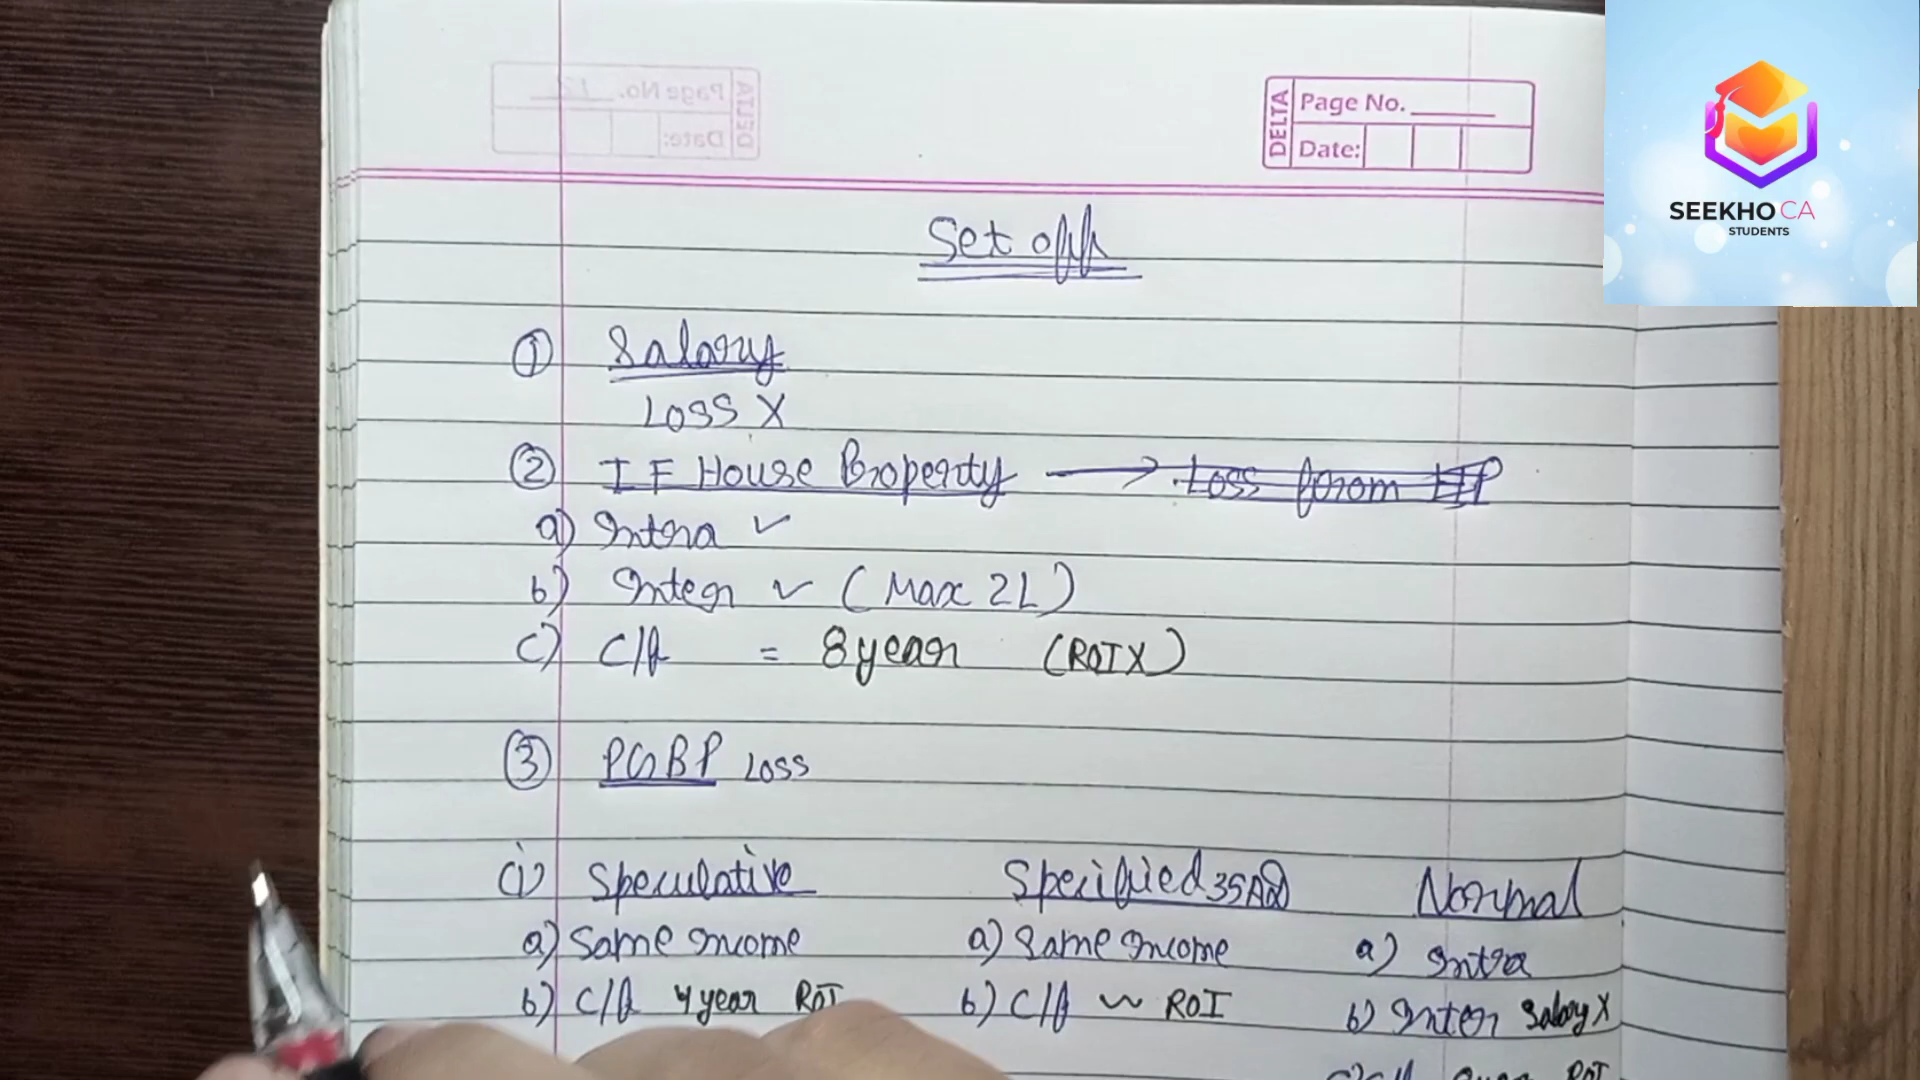 DELTA Page No.
Date:
SEEKHO CA
STUDENTS
Set off
① Salary
Loss X
② I F House Property → Loss from HP
a) Intra ✓
b) Inter ✓ (Max 2L)
c) C/f = 8 year (ROI X)
③ PGBP Loss
(i) Speculative Specified 35AD Normal
a) Same Income a) Same Income a) Intra
b) C/f 4 year ROI b) C/f ~ ROI b) Inter Salary X